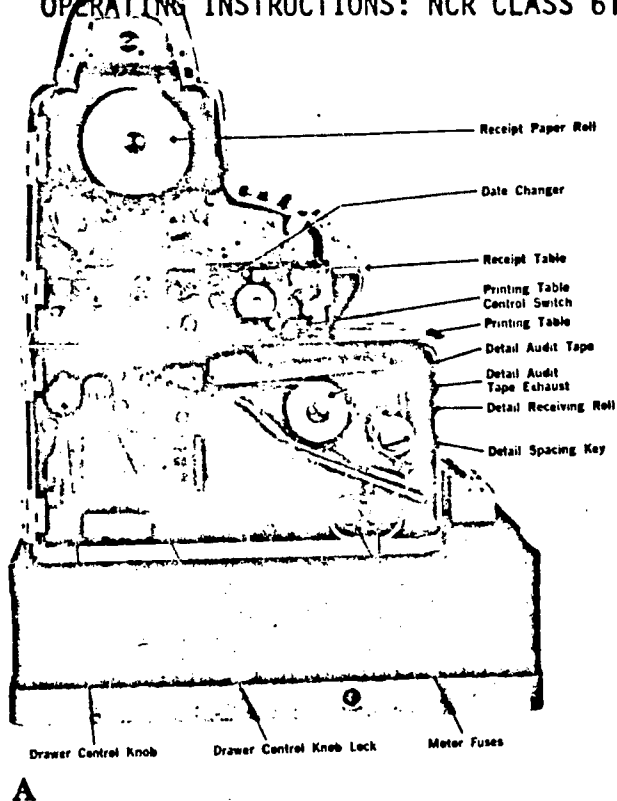 OPERATING INSTRUCTIONS: NCR CLASS 61
Receipt Paper Roll
Date Changer
Receipt Table
Printing Table
Control Switch
Printing Table
Detail Audit Tape
Detail Audit
Tape Exhaust
Detail Receiving Roll
Detail Spacing Key
Drawer Control Knob
Drawer Control Knob Lock
Motor Fuses
A